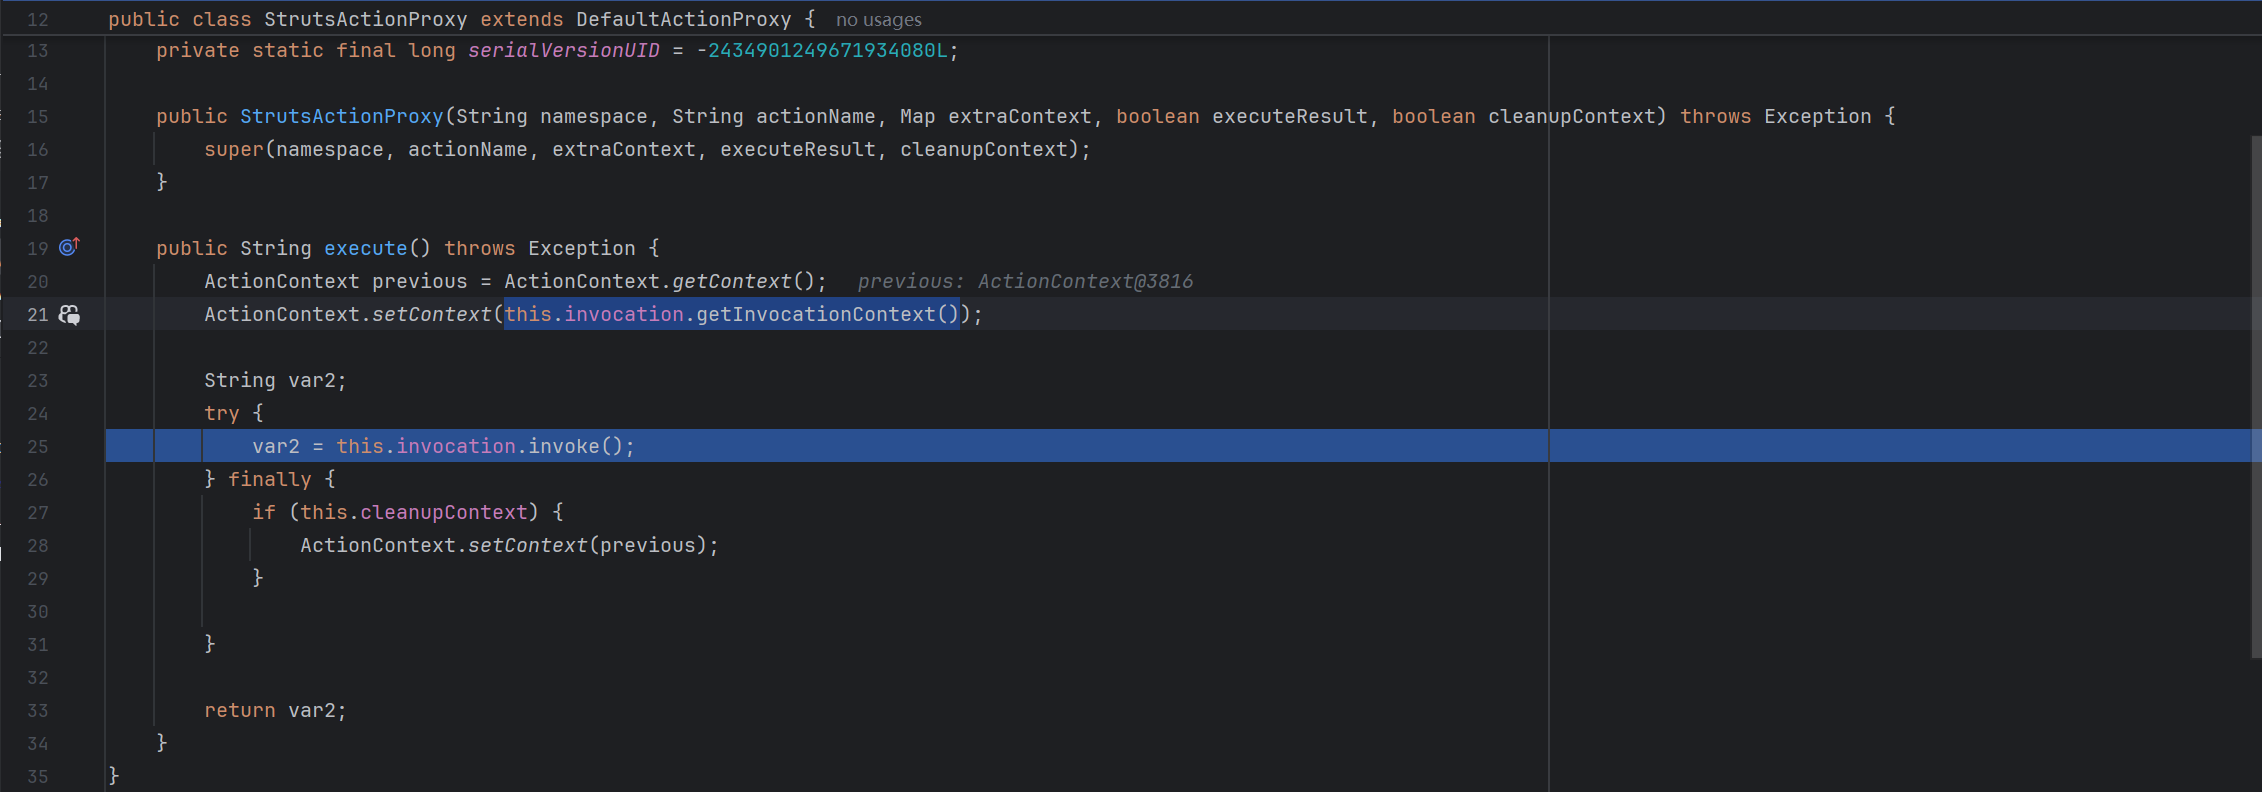 12 public class StrutsActionProxy extends DefaultActionProxy { no usages
13 private static final long serialVersionUID = -2434901249671934080L;
14
15 public StrutsActionProxy(String namespace, String actionName, Map extraContext, boolean executeResult, boolean cleanupContext) throws Exception {
16 super(namespace, actionName, extraContext, executeResult, cleanupContext);
17 }
18
19 public String execute() throws Exception {
20 ActionContext previous = ActionContext.getContext(); previous: ActionContext@3816
21 ActionContext.setContext(this.invocation.getInvocationContext());
22
23 String var2;
24 try {
25 var2 = this.invocation.invoke();
26 } finally {
27 if (this.cleanupContext) {
28 ActionContext.setContext(previous);
29 }
30
31 }
32
33 return var2;
34 }
35 }